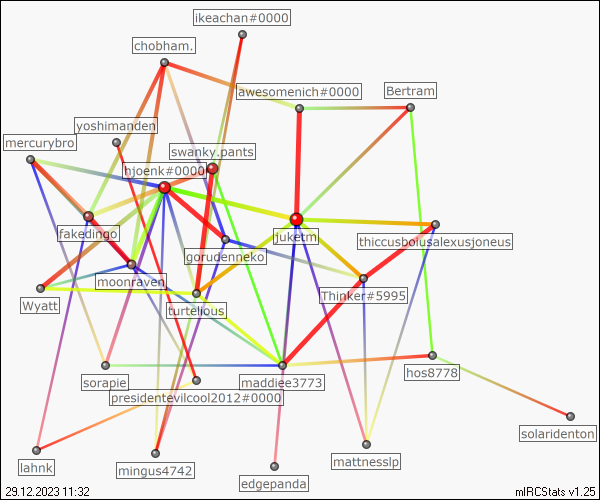 ikeachan#0000
chobham.
awesomenich#0000
Bertram
yoshimanden
mercurybro
swanky.pants
hjoenk#0000
fakedingo
juketm
thiccusbolusalexusjoneus
gorudenneko
moonraven
Thinker#5995
Wyatt
turtelious
sorapie
maddiee3773
hos8778
presidentevilcool2012#0000
solaridenton
lahnk
mingus4742
mattnesslp
edgepanda
29.12.2023 11:32
mIRCStats v1.25